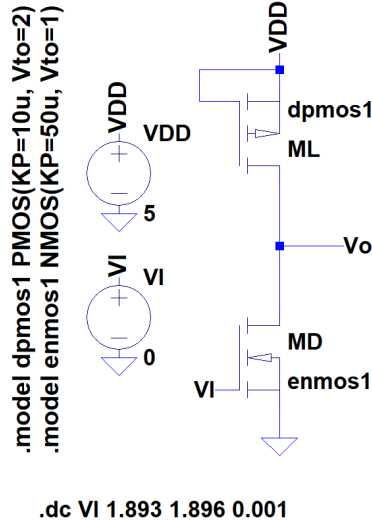 .model dpmos1 PMOS(KP=10u, Vto=2)
.model enmos1 NMOS(KP=50u, Vto=1)
VDD
VDD
5
VI
VI
0
VDD
dpmos1
ML
Vo
MD
enmos1
VI
.dc VI 1.893 1.896 0.001